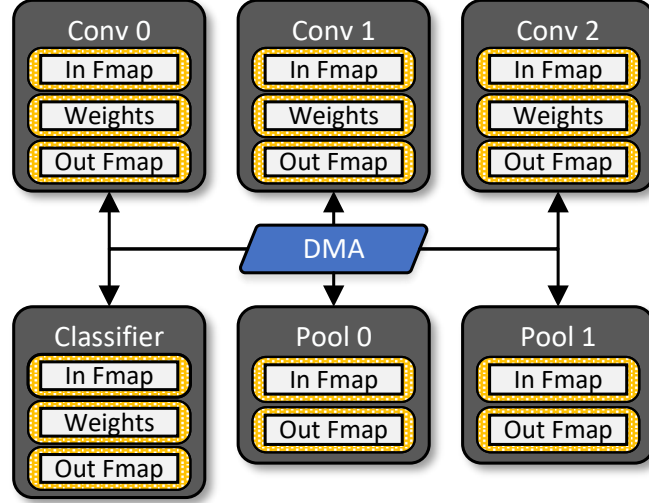 Conv 0
In Fmap
Weights
Out Fmap
Conv 1
In Fmap
Weights
Out Fmap
Conv 2
In Fmap
Weights
Out Fmap
DMA
Classifier
In Fmap
Weights
Out Fmap
Pool 0
In Fmap
Out Fmap
Pool 1
In Fmap
Out Fmap